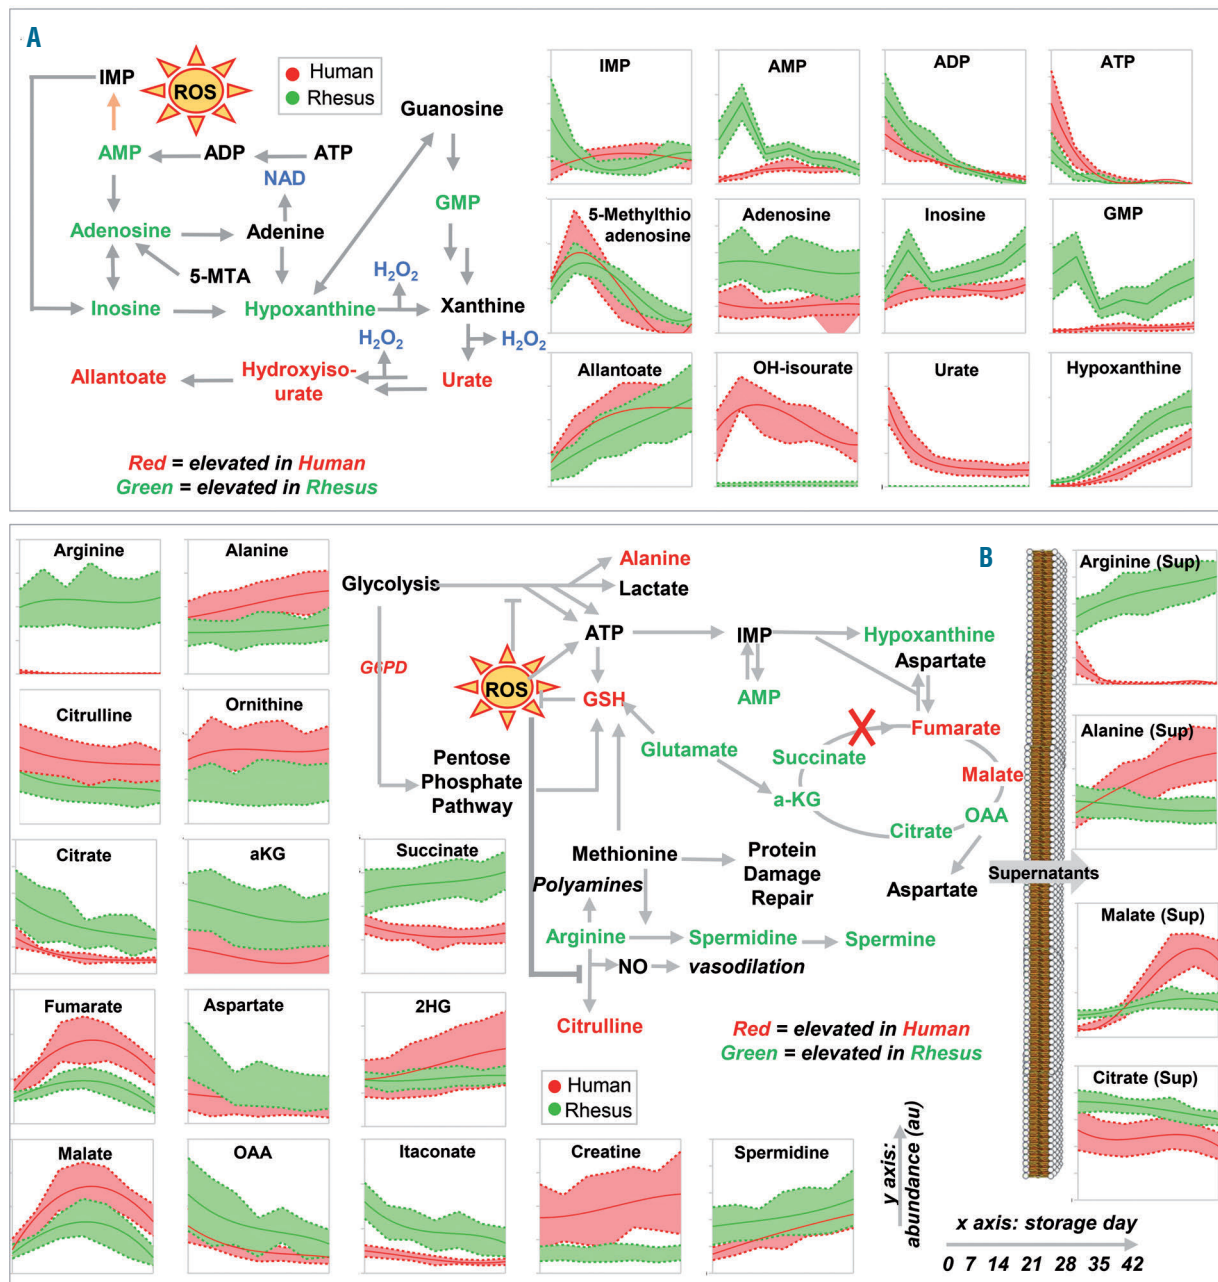 A
IMP
ROS
Human
Rhesus
Guanosine
AMP
ADP
ATP
NAD
GMP
Adenosine
Adenine
5-MTA
H2O2
Inosine
Hypoxanthine
Xanthine
H2O2
H2O2
Allantoate
Hydroxyiso-
urate
Urate
Red = elevated in Human
Green = elevated in Rhesus
IMP
AMP
ADP
ATP
5-Methylthio
adenosine
Adenosine
Inosine
GMP
Allantoate
OH-isourate
Urate
Hypoxanthine
B
Arginine
Alanine
Citrulline
Ornithine
Citrate
aKG
Succinate
Fumarate
Aspartate
2HG
Malate
OAA
Itaconate
Creatine
Spermidine
Glycolysis
Alanine
Lactate
ATP
IMP
Hypoxanthine
Aspartate
G6PD
ROS
GSH
AMP
Fumarate
Glutamate
Succinate
Malate
Pentose
Phosphate
Pathway
a-KG
OAA
Citrate
Methionine
Protein
Damage
Repair
Aspartate
Supernatants
Polyamines
Arginine
Spermidine
Spermine
NO
vasodilation
Citrulline
Red = elevated in Human
Green = elevated in Rhesus
Human
Rhesus
Arginine (Sup)
Alanine (Sup)
Malate (Sup)
Citrate (Sup)
y axis:
abundance (au)
x axis: storage day
0 7 14 21 28 35 42